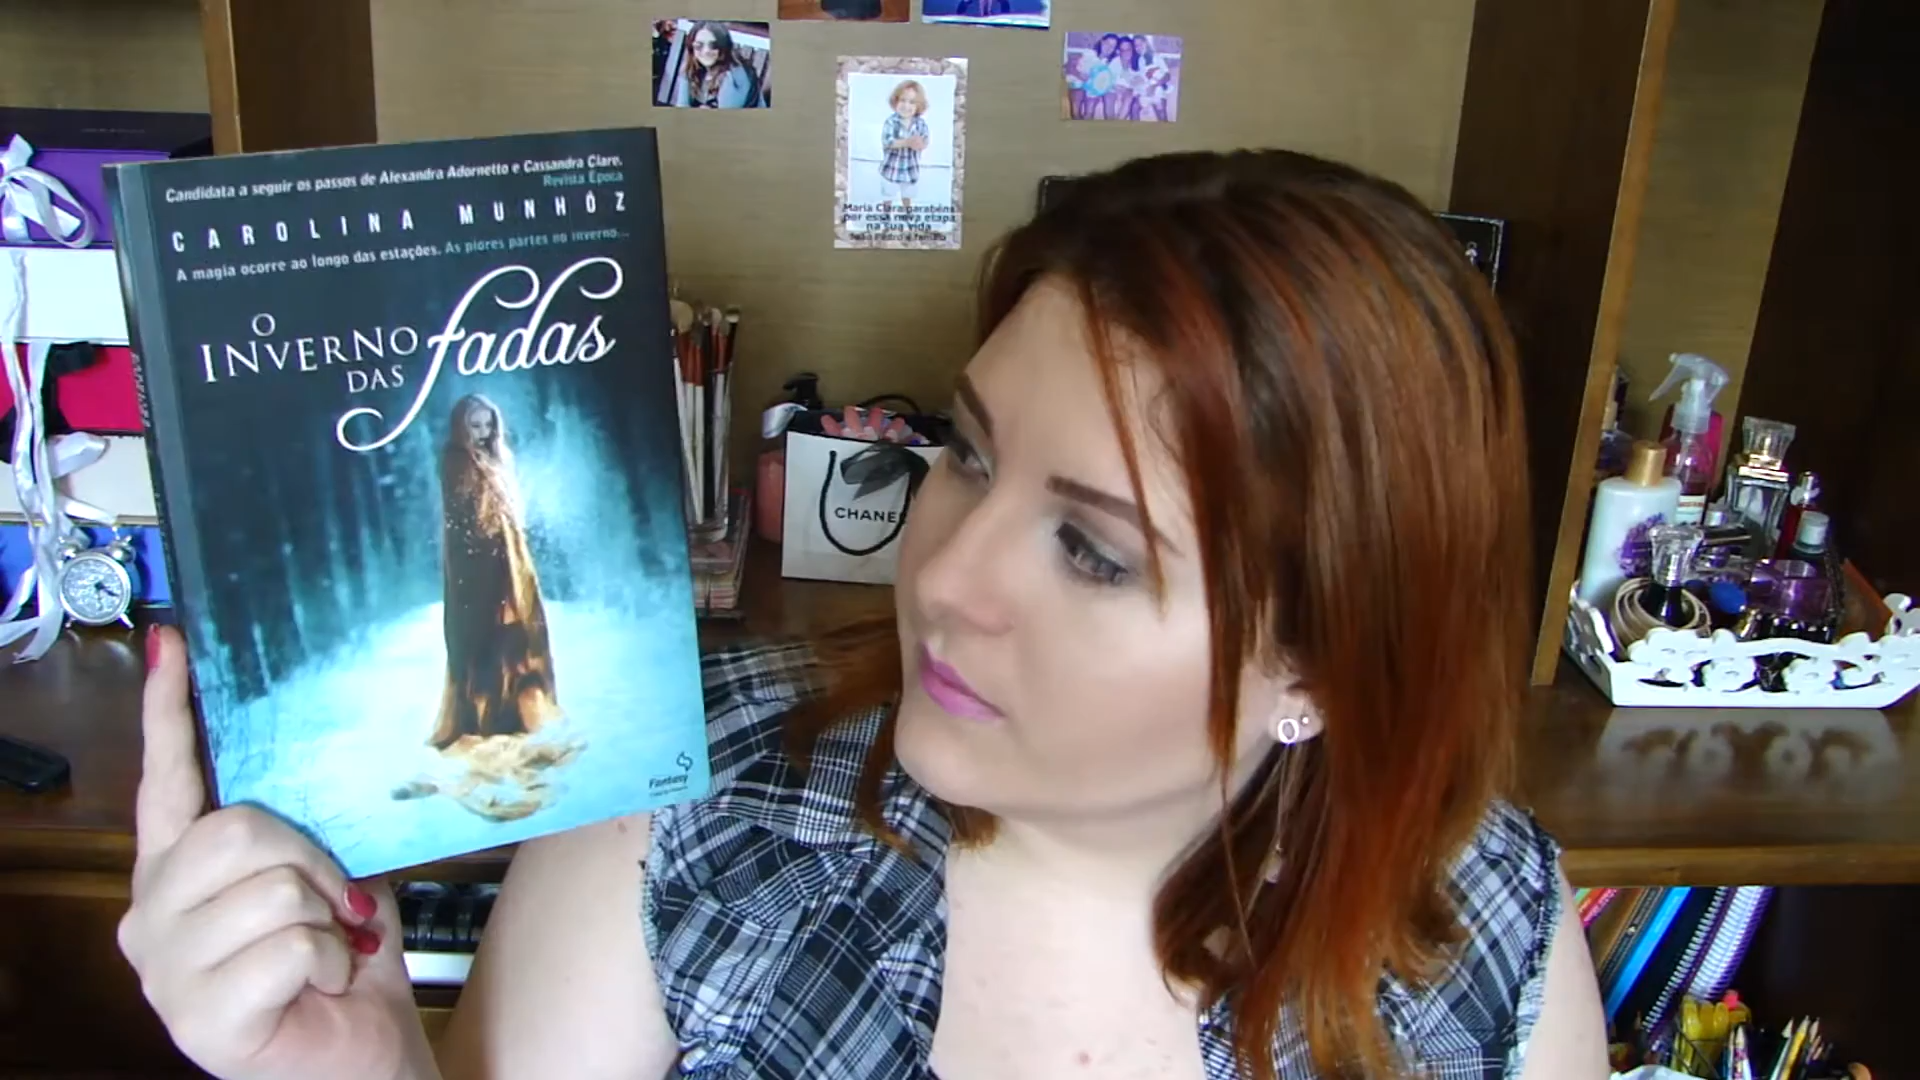 Candidata a seguir os passos de Alexandra Adornetto e Cassandra Clare.
Revista Época
CAROLINA MUNHÓZ
A magia ocorre ao longo das estações. As piores partes no inverno...
O
INVERNO
DAS
fadas
Fantasy
Maria Clara parabéns
por essa nova etapa
na sua vida
CHANEL